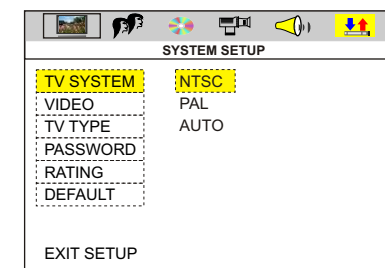 SYSTEM SETUP
TV SYSTEM NTSC
VIDEO PAL
TV TYPE AUTO
PASSWORD
RATING
DEFAULT
EXIT SETUP